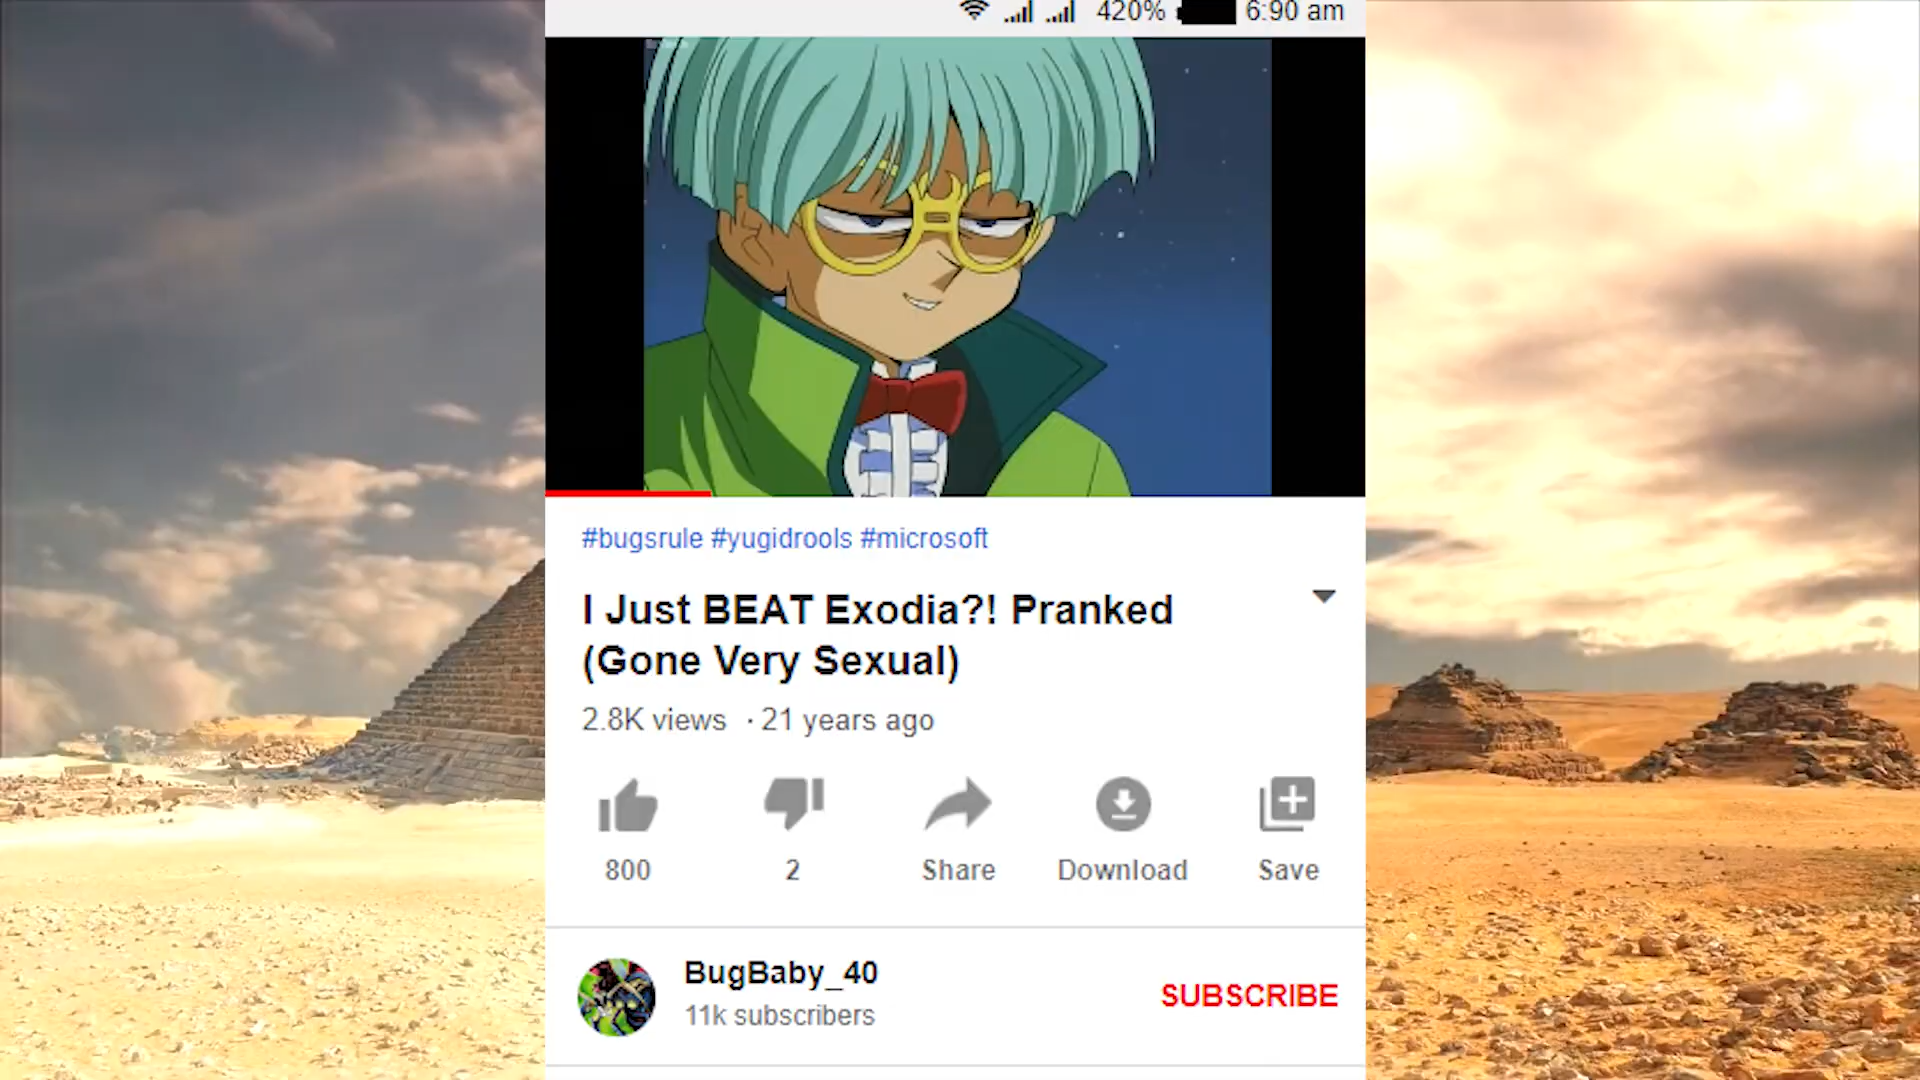 420% 6:90 am
#bugsrule #yugidrools #microsoft
I Just BEAT Exodia?! Pranked
(Gone Very Sexual)
2.8K views · 21 years ago
800 2 Share Download Save
BugBaby_40
11k subscribers
SUBSCRIBE